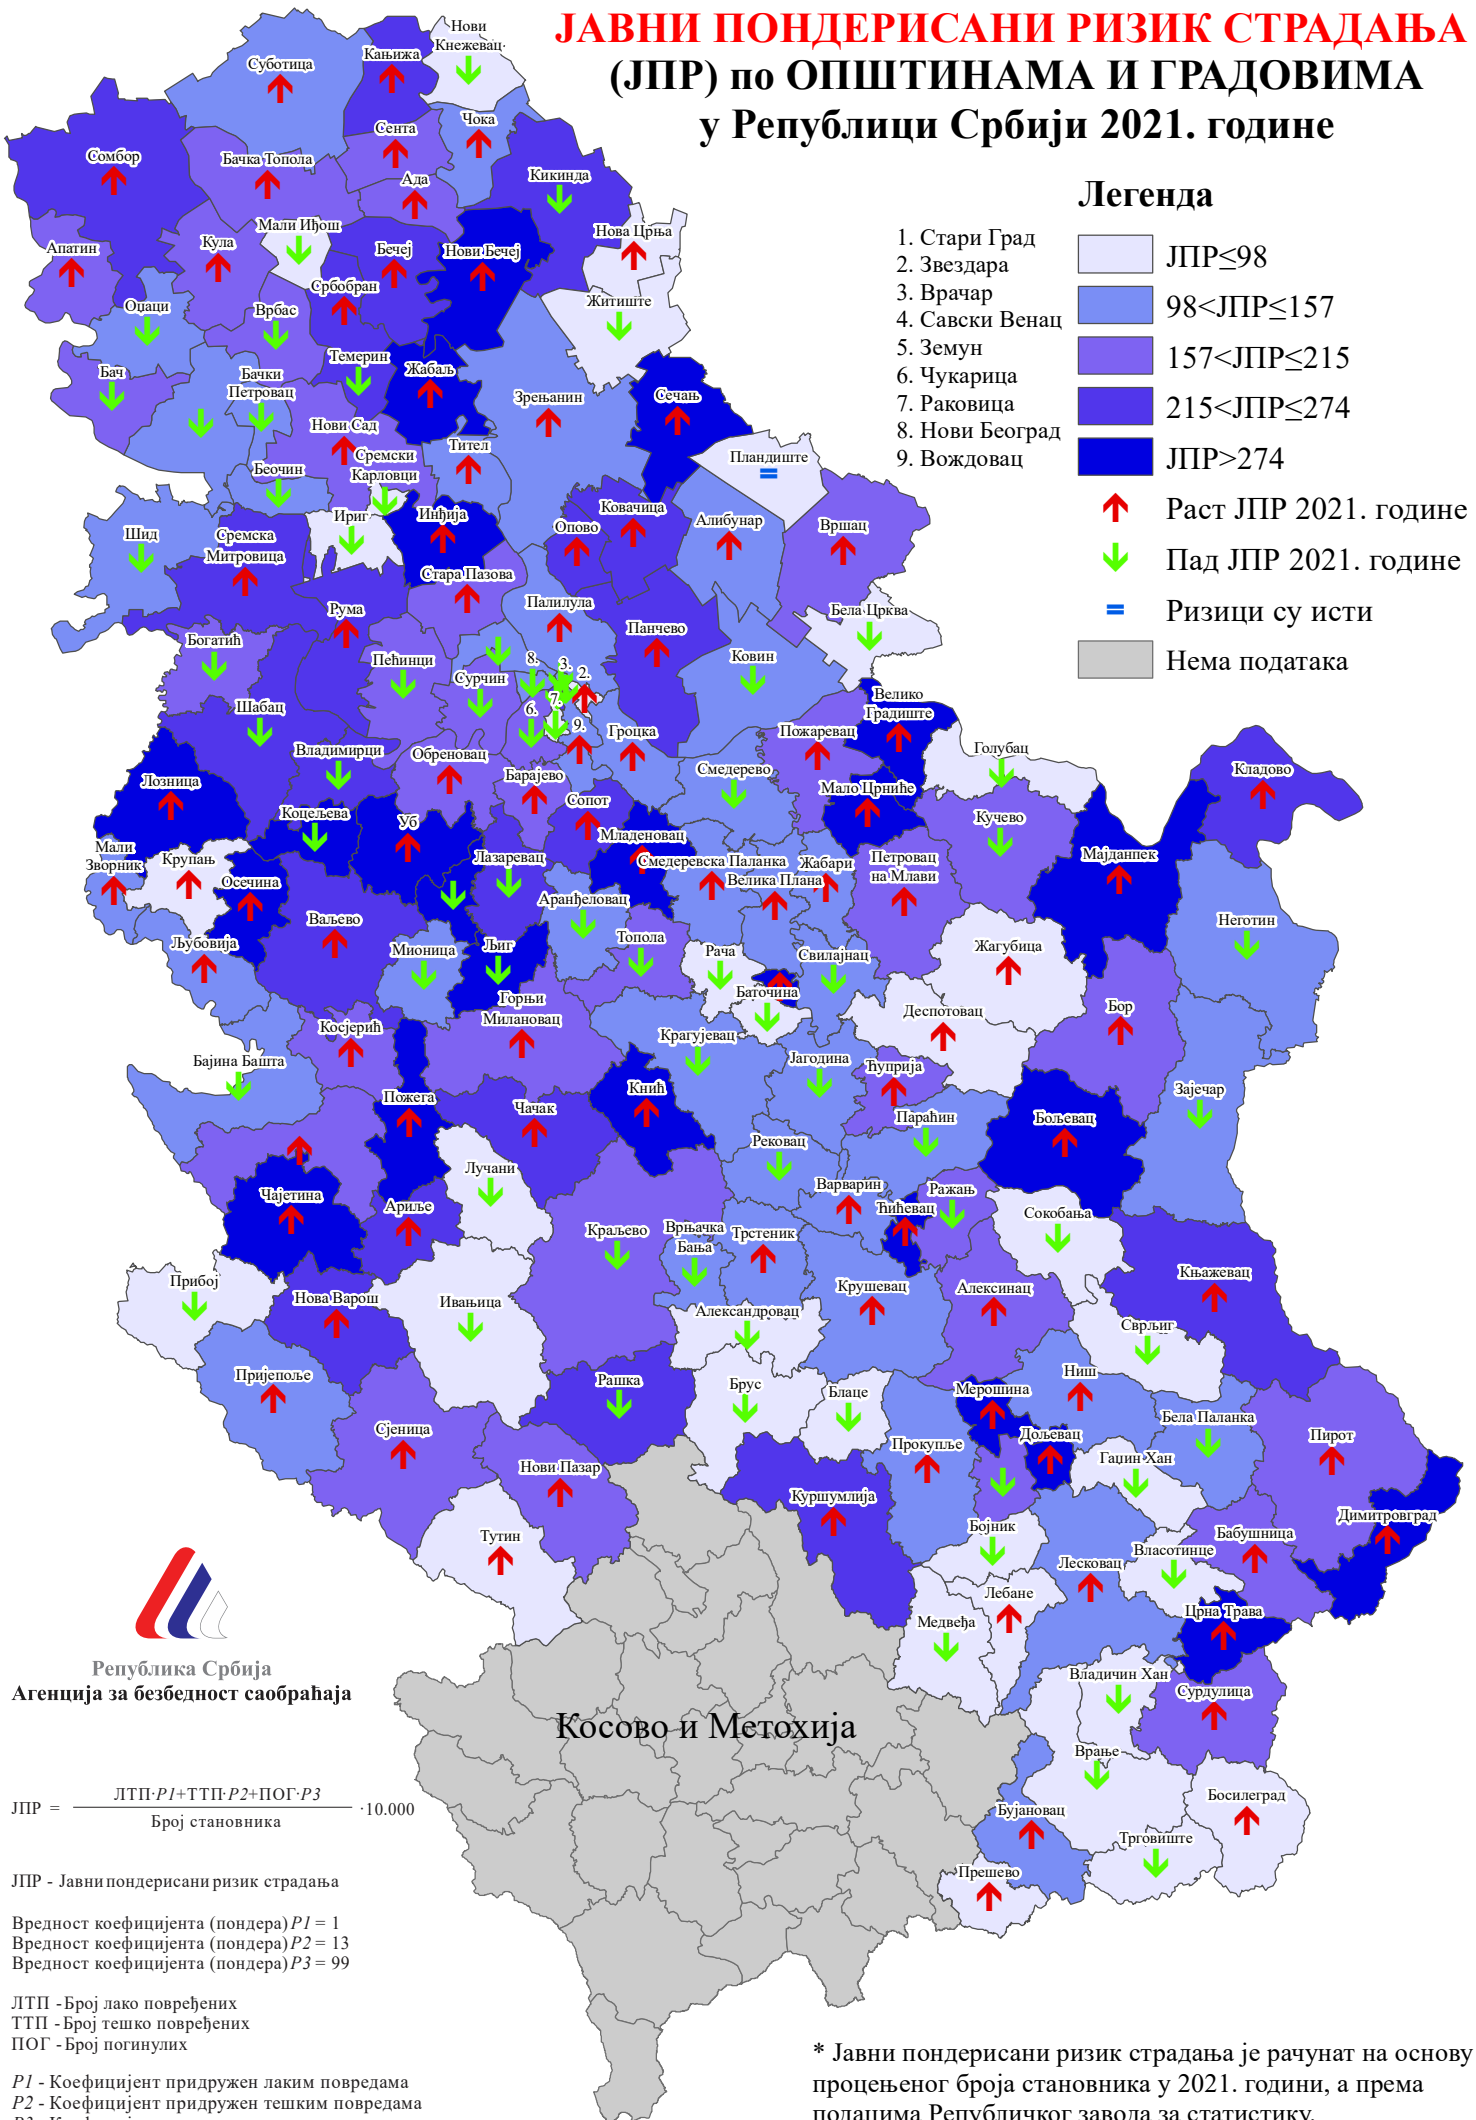 ЈАВНИ ПОНДЕРИСАНИ РИЗИК СТРАДАЊА
(ЈПР) по ОПШТИНАМА И ГРАДОВИМА
у Републици Србији 2021. године
Легенда
ЈПР≤98
98<ЈПР≤157
157<ЈПР≤215
215<ЈПР≤274
ЈПР>274
Раст ЈПР 2021. године
Пад ЈПР 2021. године
Ризици су исти
Нема података
1. Стари Град
2. Звездара
3. Врачар
4. Савски Венац
5. Земун
6. Чукарица
7. Раковица
8. Нови Београд
9. Вождовац
Нови
Кнежевац
Суботица
Кањижа
Чока
Сента
Сомбор
Бачка Топола
Ада
Кикинда
Мали Иђош
Нова Црња
Апатин
Кула
Бечеј
Нови Бечеј
Србобран
Житиште
Оџаци
Врбас
Темерин
Жабаљ
Бач
Бачки
Петровац
Зрењанин
Сечањ
Нови Сад
Тител
Сремски
Карловци
Пландиште
Беочин
Ириг
Инђија
Опово
Ковачица
Алибунар
Вршац
Шид
Сремска
Митровица
Стара Пазова
Рума
Палилула
Панчево
Бела Црква
Богатић
Пећинци
Сурчин
8.
3.
2.
7.
6.
9.
Ковин
Шабац
Велико
Градиште
Владимирци
Обреновац
Гроцка
Пожаревац
Голубац
Лозница
Барајево
Смедерево
Кладово
Сопот
Мало Црниће
Коцељева
Уб
Младеновац
Кучево
Мали
Зворник
Крупањ
Лазаревац
Смедеревска Паланка
Жабари
Петровац
на Млави
Мајданпек
Осечина
Велика Плана
Аранђеловац
Ваљево
Неготин
Љубовија
Мионица
Љиг
Топола
Рача
Свилајнац
Жагубица
Баточина
Горњи
Милановац
Деспотовац
Бор
Косјерић
Крагујевац
Бајина Башта
Јагодина
Ћуприја
Пожега
Чачак
Кнић
Зајечар
Параћин
Бољевац
Рековац
Лучани
Чајетина
Варварин
Ражањ
Ариље
Ћићевац
Сокобања
Краљево
Врњачка
Бања
Трстеник
Прибој
Књажевац
Нова Варош
Ивањица
Крушевац
Алексинац
Александровац
Сврљиг
Пријепоље
Рашка
Брус
Блаце
Мерошина
Ниш
Бела Паланка
Сјеница
Прокупље
Дољевац
Пирот
Нови Пазар
Гаџин Хан
Куршумлија
Димитровград
Тутин
Бојник
Бабушница
Власотинце
Лесковац
Лебане
Медвеђа
Црна Трава
Владичин Хан
Сурдулица
Косово и Метохија
Врање
Босилеград
Бујановац
Трговиште
Прешево
Република Србија
Агенција за безбедност саобраћаја
ЈПР = ЛТП·P1+ТТП·P2+ПОГ·P3 ·10.000
Број становника
ЈПР - Јавни пондерисани ризик страдања
Вредност коефицијента (пондера) P1 = 1
Вредност коефицијента (пондера) P2 = 13
Вредност коефицијента (пондера) P3 = 99
ЛТП - Број лако повређених
ТТП - Број тешко повређених
ПОГ - Број погинулих
P1 - Коефицијент придружен лаким повредама
P2 - Коефицијент придружен тешким повредама
* Јавни пондерисани ризик страдања је рачунат на основу
процењеног броја становника у 2021. години, а према
подацима Републичког завода за статистику.